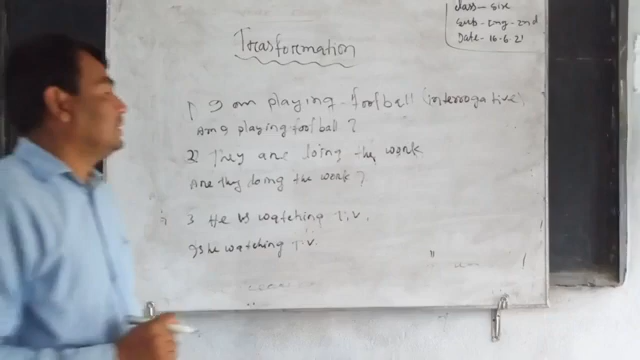 class- six
sub- Eng- 2nd
Date- 16.6.21
Trasformation
1) I am playing football (interrogative).
Am I playing football?
2) They are doing the work
Are they doing the work?
3 He is watching T.V.
Is he watching T.V.